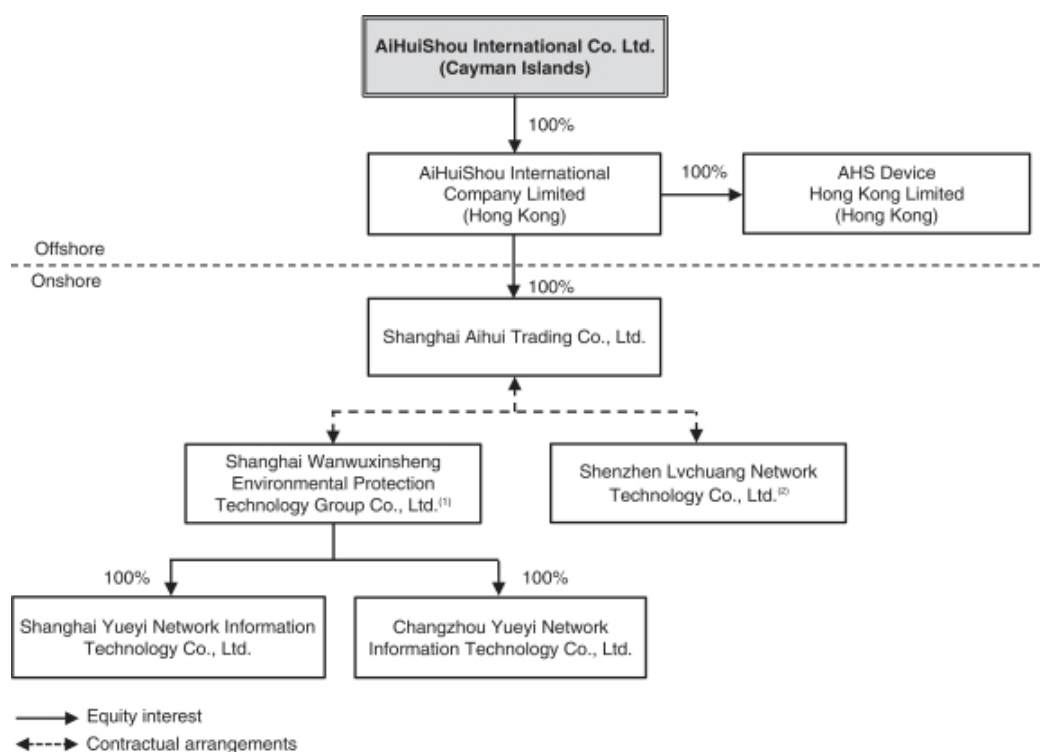 AiHuiShou International Co. Ltd.
(Cayman Islands)
100%
AiHuiShou International
Company Limited
(Hong Kong)
100%
AHS Device
Hong Kong Limited
(Hong Kong)
Offshore
Onshore
100%
Shanghai Aihui Trading Co., Ltd.
Shanghai Wanwuxinsheng
Environmental Protection
Technology Group Co., Ltd.(1)
Shenzhen Lvchuang Network
Technology Co., Ltd.(2)
100%
100%
Shanghai Yueyi Network Information
Technology Co., Ltd.
Changzhou Yueyi Network
Information Technology Co., Ltd.
Equity interest
Contractual arrangements